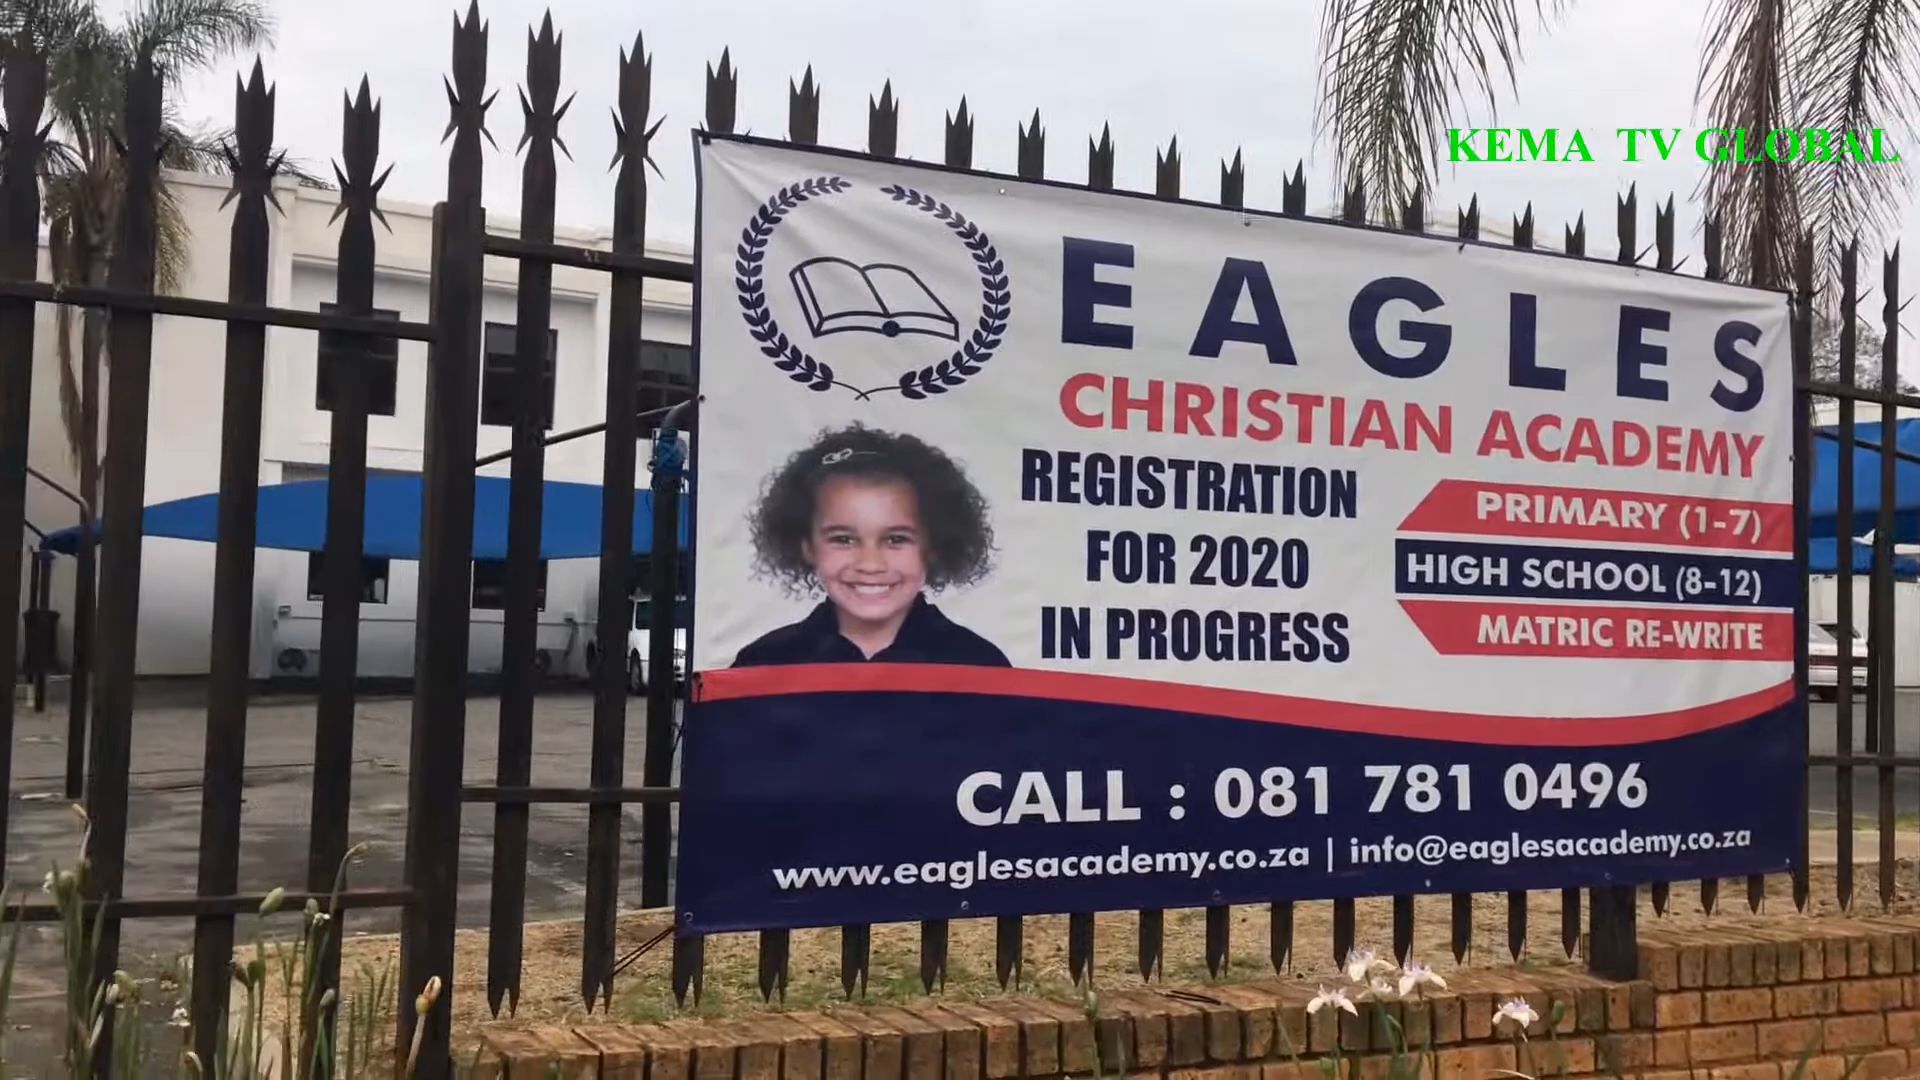 KEMA TV GLOBAL
EAGLES
CHRISTIAN ACADEMY
REGISTRATION
FOR 2020
IN PROGRESS
PRIMARY (1-7)
HIGH SCHOOL (8-12)
MATRIC RE-WRITE
CALL : 081 781 0496
www.eaglesacademy.co.za | info@eaglesacademy.co.za